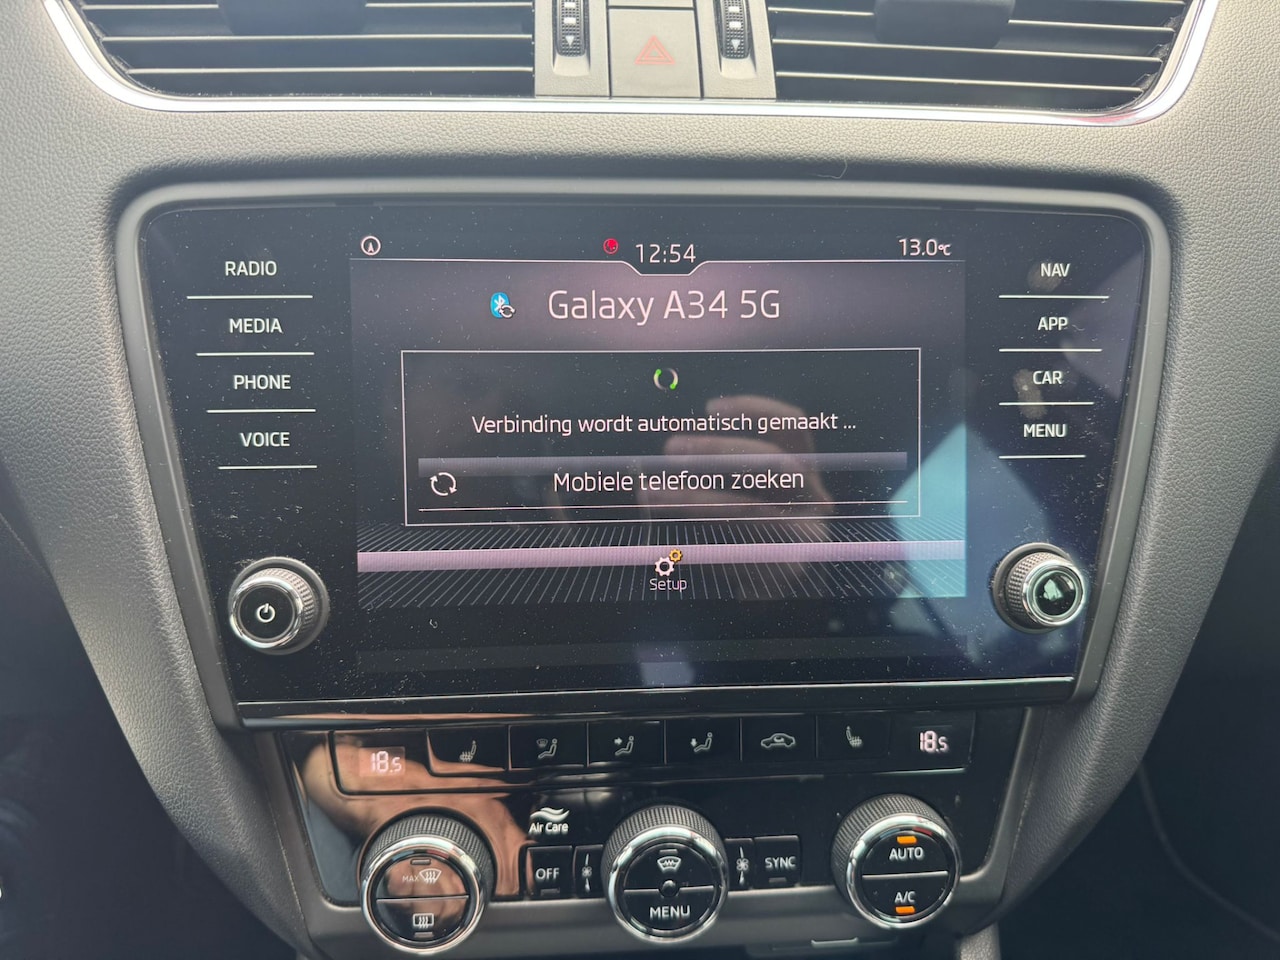 12:54
13.0°C
RADIO
MEDIA
PHONE
VOICE
Galaxy A34 5G
Verbinding wordt automatisch gemaakt ...
Mobiele telefoon zoeken
Setup
NAV
APP
CAR
MENU
18.5
18.5
Air Care
MAX
OFF
MENU
SYNC
AUTO
A/C